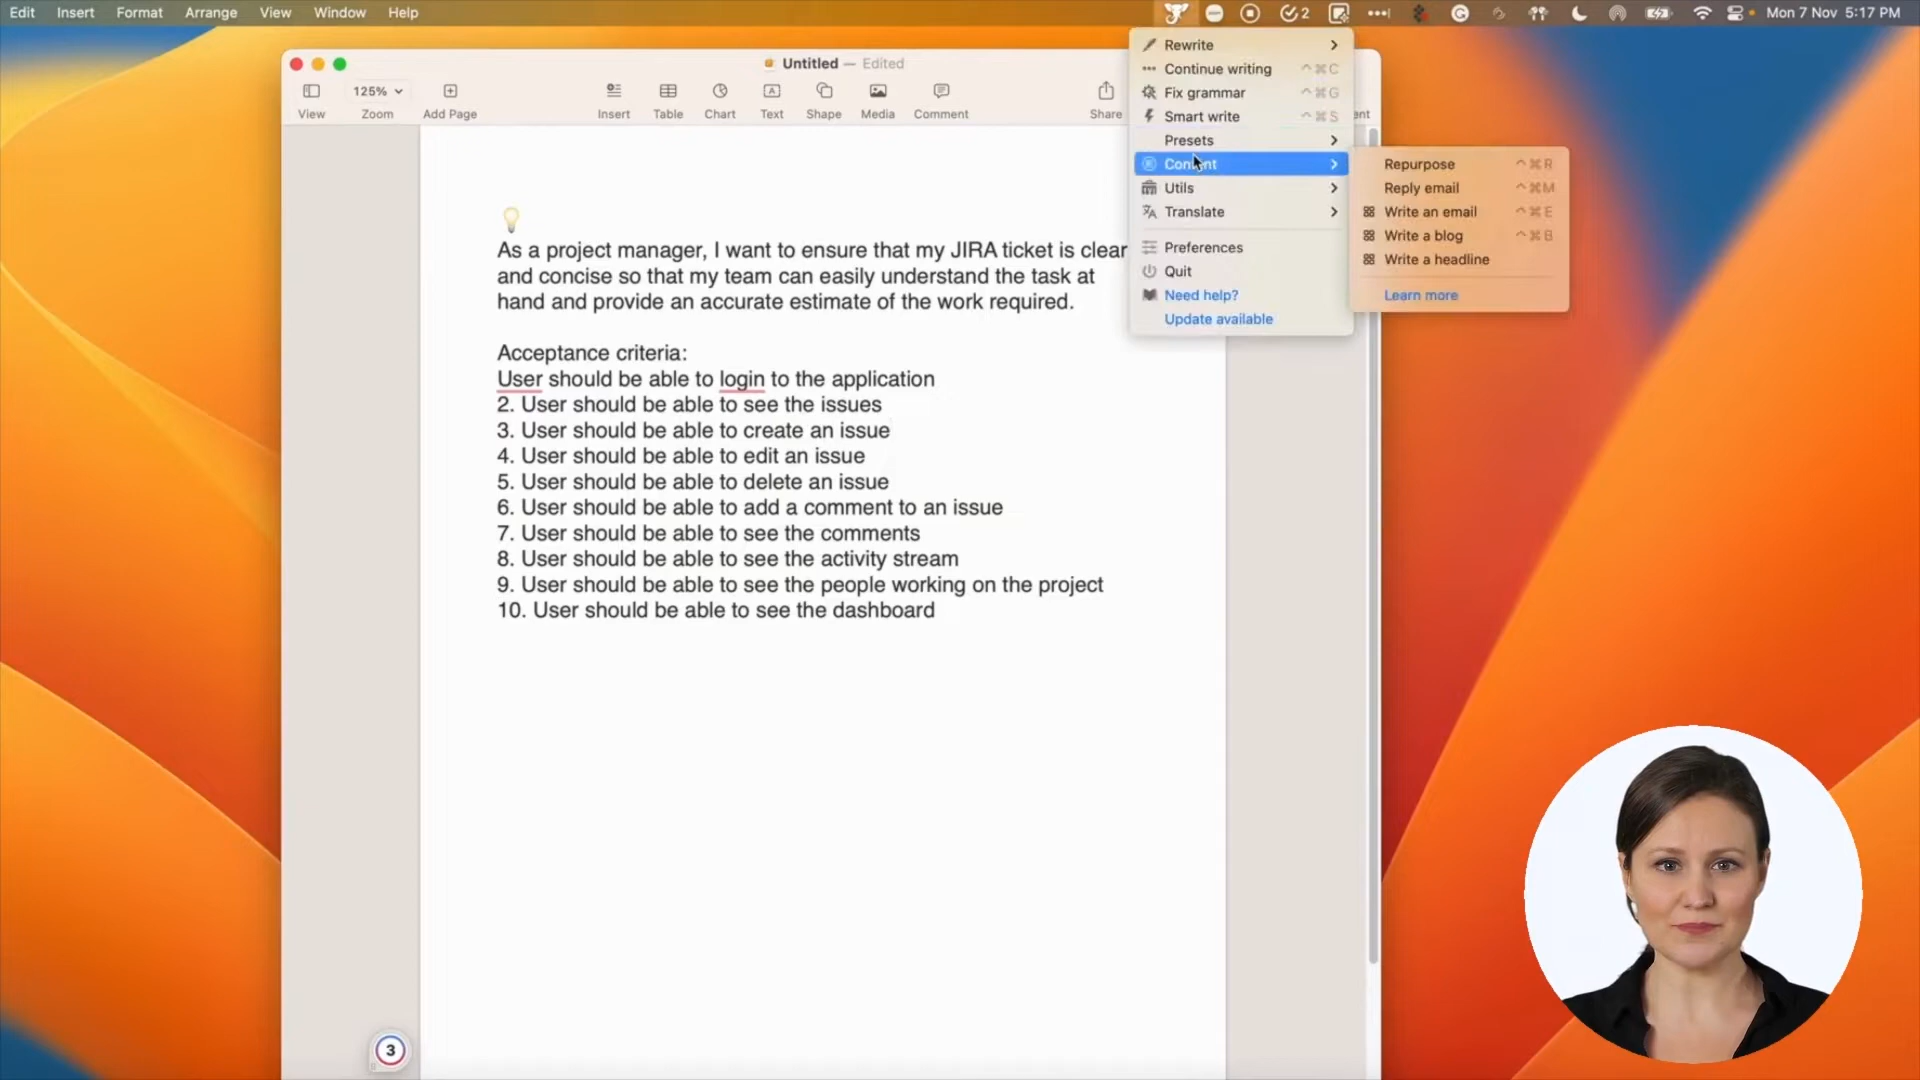 Edit Insert Format Arrange View Window Help
2
Mon 7 Nov 5:17 PM
Untitled — Edited
125%
View Zoom Add Page Insert Table Chart Text Shape Media Comment Share
As a project manager, I want to ensure that my JIRA ticket is clear
and concise so that my team can easily understand the task at
hand and provide an accurate estimate of the work required.
Acceptance criteria:
User should be able to login to the application
2. User should be able to see the issues
3. User should be able to create an issue
4. User should be able to edit an issue
5. User should be able to delete an issue
6. User should be able to add a comment to an issue
7. User should be able to see the comments
8. User should be able to see the activity stream
9. User should be able to see the people working on the project
10. User should be able to see the dashboard
3
Rewrite
Continue writing ⌃⌘C
Fix grammar ⌃⌘G
Smart write ⌃⌘S
Presets
Content
Utils
Translate
Preferences
Quit
Need help?
Update available
Repurpose ⌃⌘R
Reply email ⌃⌘M
Write an email ⌃⌘E
Write a blog ⌃⌘B
Write a headline
Learn more